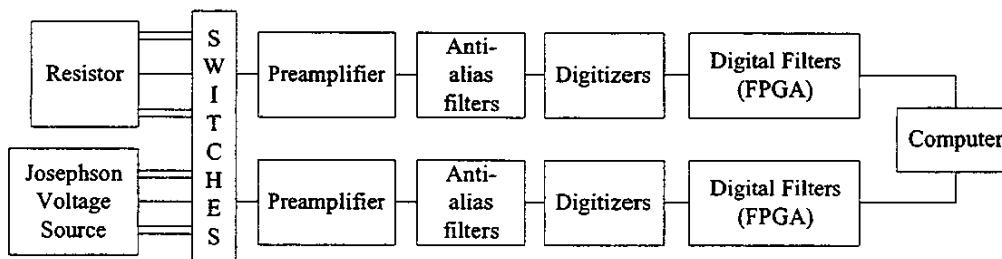 Resistor
SWITCHES
Preamplifier
Anti-
alias
filters
Digitizers
Digital Filters
(FPGA)
Computer
Josephson
Voltage
Source
Preamplifier
Anti-
alias
filters
Digitizers
Digital Filters
(FPGA)